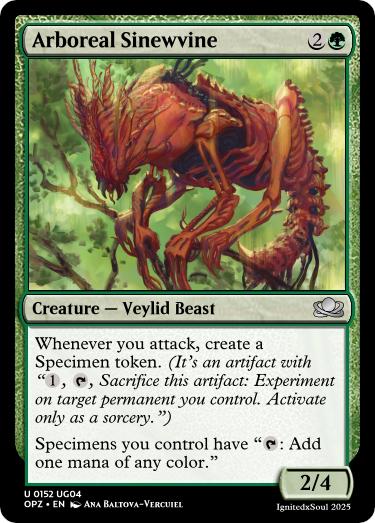 Arboreal Sinewvine 2
Creature — Veylid Beast
Whenever you attack, create a
Specimen token. (It's an artifact with
“1, , Sacrifice this artifact: Experiment
on target permanent you control. Activate
only as a sorcery.”)
Specimens you control have “: Add
one mana of any color.”
2/4
U 0152 UG04
OPZ • EN Ana Baltova-Vercuiel
IgnitedxSoul 2025